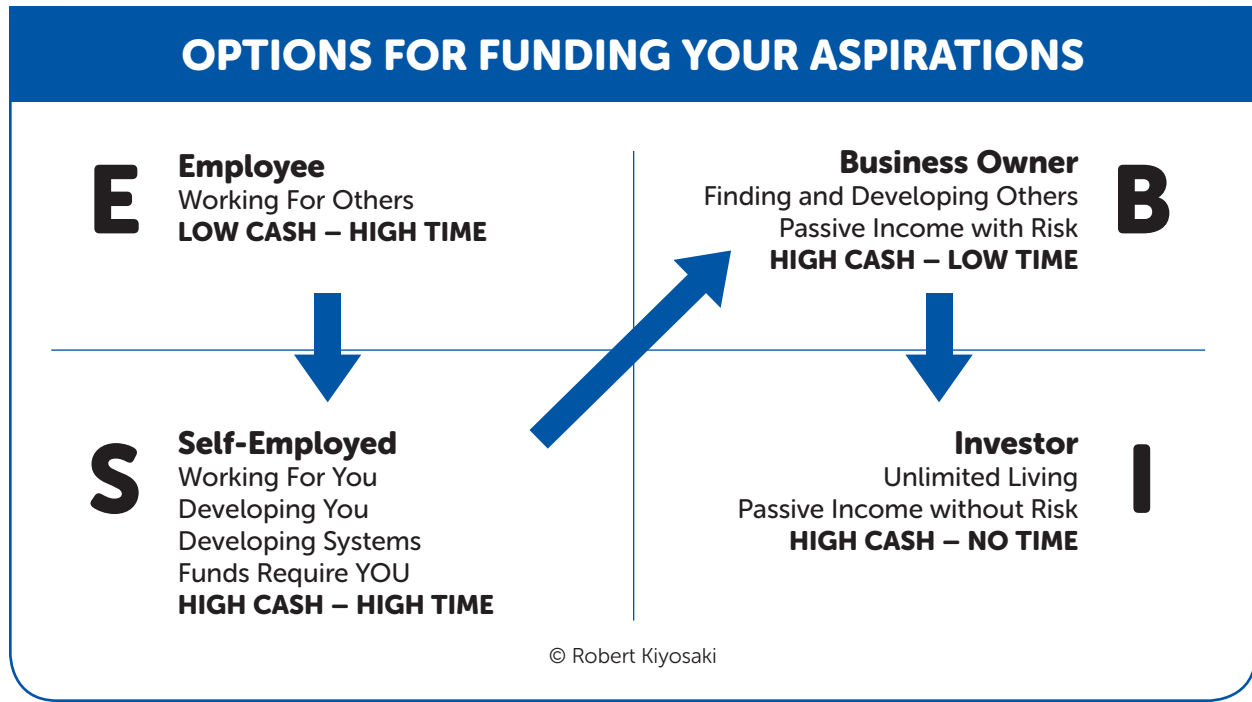 OPTIONS FOR FUNDING YOUR ASPIRATIONS
E
Employee
Working For Others
LOW CASH – HIGH TIME
Business Owner
Finding and Developing Others
Passive Income with Risk
HIGH CASH – LOW TIME
B
S
Self-Employed
Working For You
Developing You
Developing Systems
Funds Require YOU
HIGH CASH – HIGH TIME
Investor
Unlimited Living
Passive Income without Risk
HIGH CASH – NO TIME
I
© Robert Kiyosaki